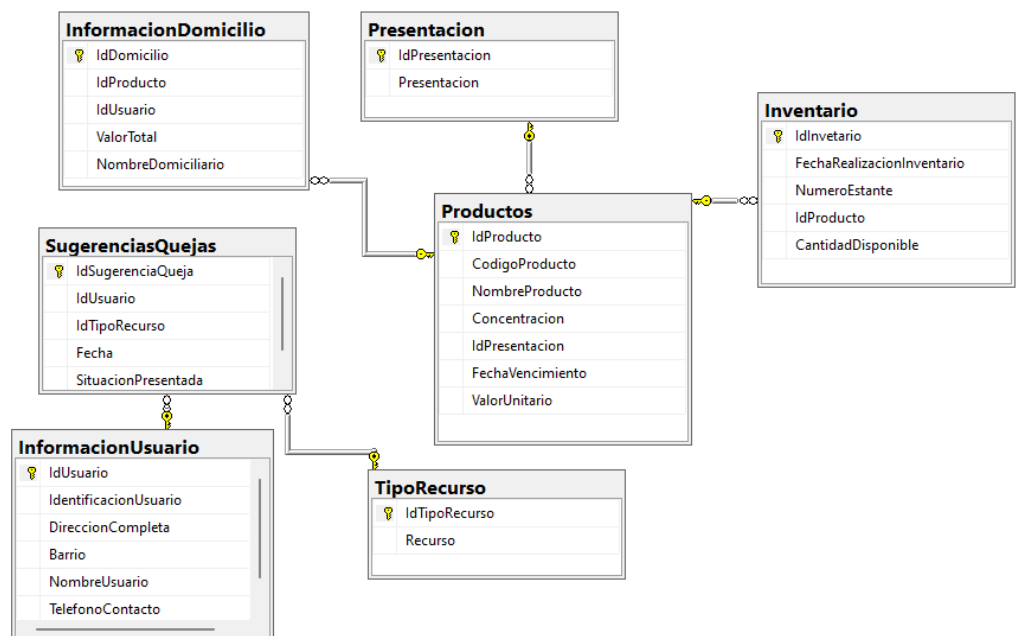 InformacionDomicilio
IdDomicilio
IdProducto
IdUsuario
ValorTotal
NombreDomiciliario
Presentacion
IdPresentacion
Presentacion
Inventario
IdInvetario
FechaRealizacionInventario
NumeroEstante
IdProducto
CantidadDisponible
Productos
IdProducto
CodigoProducto
NombreProducto
Concentracion
IdPresentacion
FechaVencimiento
ValorUnitario
SugerenciasQuejas
IdSugerenciaQueja
IdUsuario
IdTipoRecurso
Fecha
SituacionPresentada
InformacionUsuario
IdUsuario
IdentificacionUsuario
DireccionCompleta
Barrio
NombreUsuario
TelefonoContacto
TipoRecurso
IdTipoRecurso
Recurso